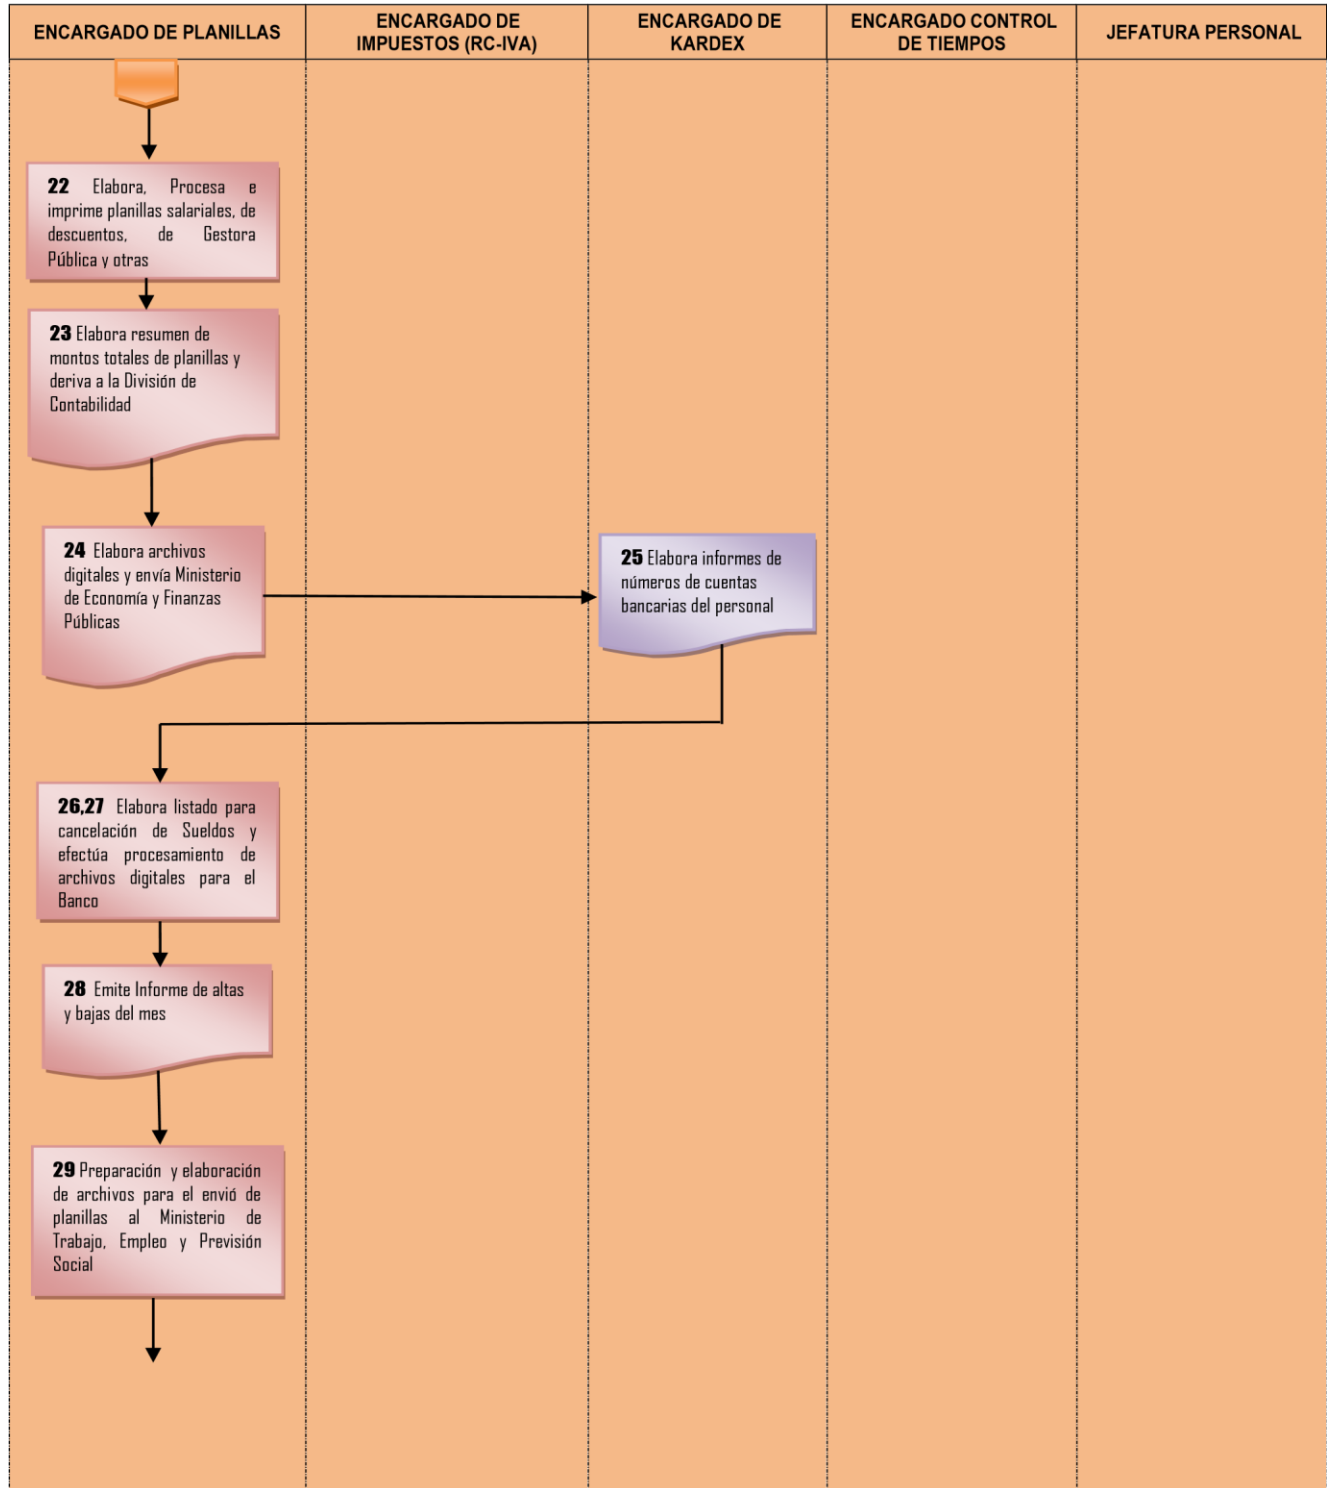 ENCARGADO DE PLANILLAS
ENCARGADO DE
IMPUESTOS (RC-IVA)
ENCARGADO DE
KARDEX
ENCARGADO CONTROL
DE TIEMPOS
JEFATURA PERSONAL
22 Elabora, Procesa e
imprime planillas salariales, de
descuentos, de Gestora
Pública y otras
23 Elabora resumen de
montos totales de planillas y
deriva a la División de
Contabilidad
24 Elabora archivos
digitales y envía Ministerio
de Economía y Finanzas
Públicas
25 Elabora informes de
números de cuentas
bancarias del personal
26,27 Elabora listado para
cancelación de Sueldos y
efectúa procesamiento de
archivos digitales para el
Banco
28 Emite Informe de altas
y bajas del mes
29 Preparación y elaboración
de archivos para el envió de
planillas al Ministerio de
Trabajo, Empleo y Previsión
Social